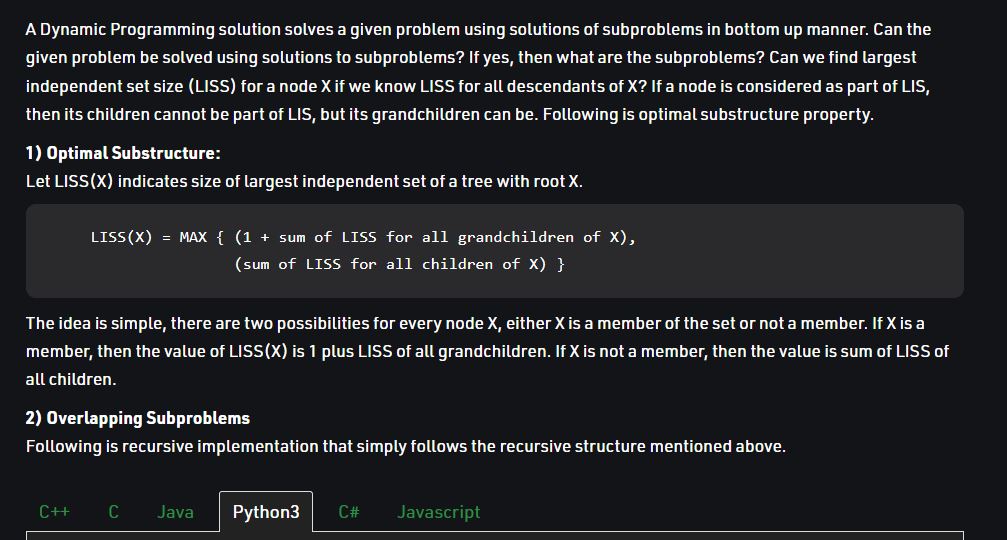 A Dynamic Programming solution solves a given problem using solutions of subproblems in bottom up manner. Can the
given problem be solved using solutions to subproblems? If yes, then what are the subproblems? Can we find largest
independent set size (LISS) for a node X if we know LISS for all descendants of X? If a node is considered as part of LIS,
then its children cannot be part of LIS, but its grandchildren can be. Following is optimal substructure property.
1) Optimal Substructure:
Let LISS(X) indicates size of largest independent set of a tree with root X.
LISS(X) = MAX { (1 + sum of LISS for all grandchildren of X),
(sum of LISS for all children of X) }
The idea is simple, there are two possibilities for every node X, either X is a member of the set or not a member. If X is a
member, then the value of LISS(X) is 1 plus LISS of all grandchildren. If X is not a member, then the value is sum of LISS of
all children.
2) Overlapping Subproblems
Following is recursive implementation that simply follows the recursive structure mentioned above.
C++ C Java Python3 C# Javascript